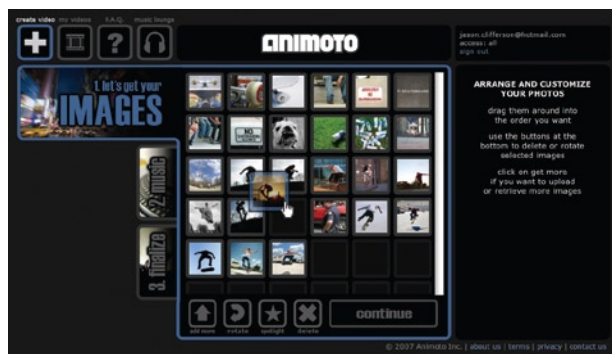 create video my videos F.A.Q. music lounge
ANIMOTO
jason.clifferson@hotmail.com
access: all
sign out
1. let's get your
IMAGES
2. music
3. finalize
ARRANGE AND CUSTOMIZE
YOUR PHOTOS
drag them around into
the order you want
use the buttons at the
bottom to delete or rotate
selected images
click on get more
if you want to upload
or retrieve more images
add more rotate spotlight delete
continue
© 2007 Animoto Inc. | about us | terms | privacy | contact us